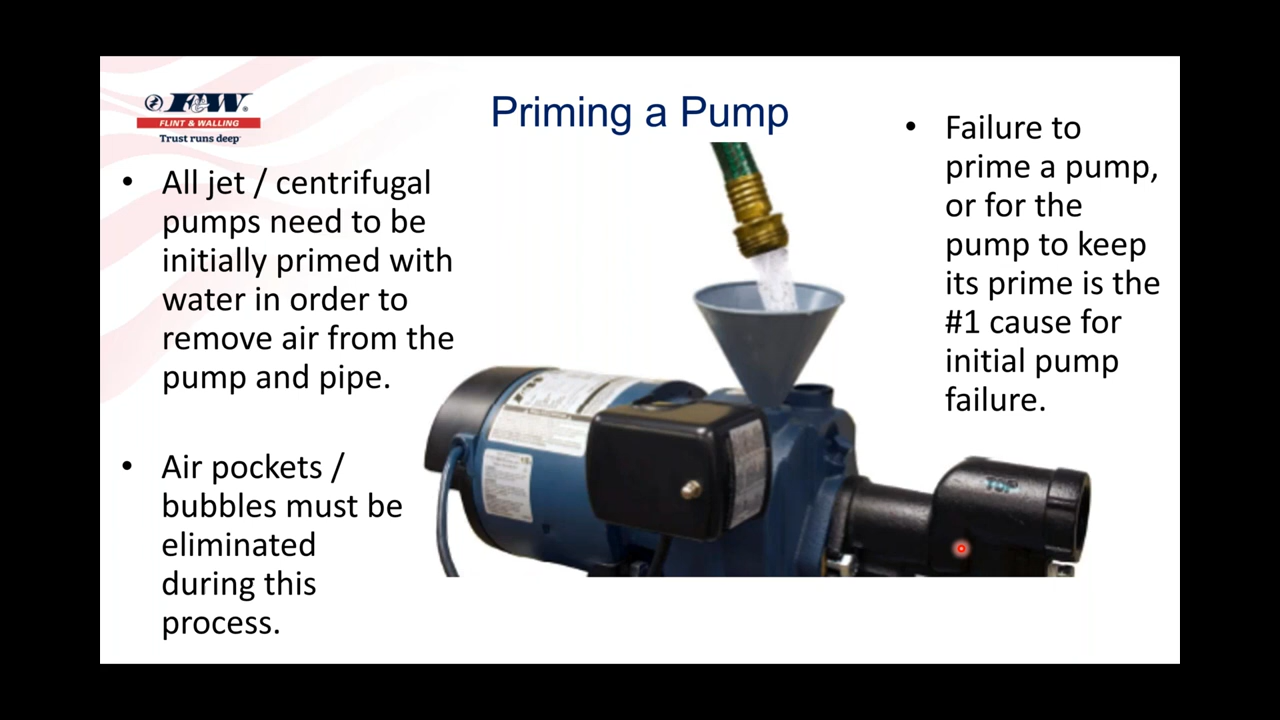 F&W
FLINT & WALLING
Trust runs deep
Priming a Pump
• All jet / centrifugal
pumps need to be
initially primed with
water in order to
remove air from the
pump and pipe.
• Air pockets /
bubbles must be
eliminated
during this
process.
• Failure to
prime a pump,
or for the
pump to keep
its prime is the
#1 cause for
initial pump
failure.
TOP